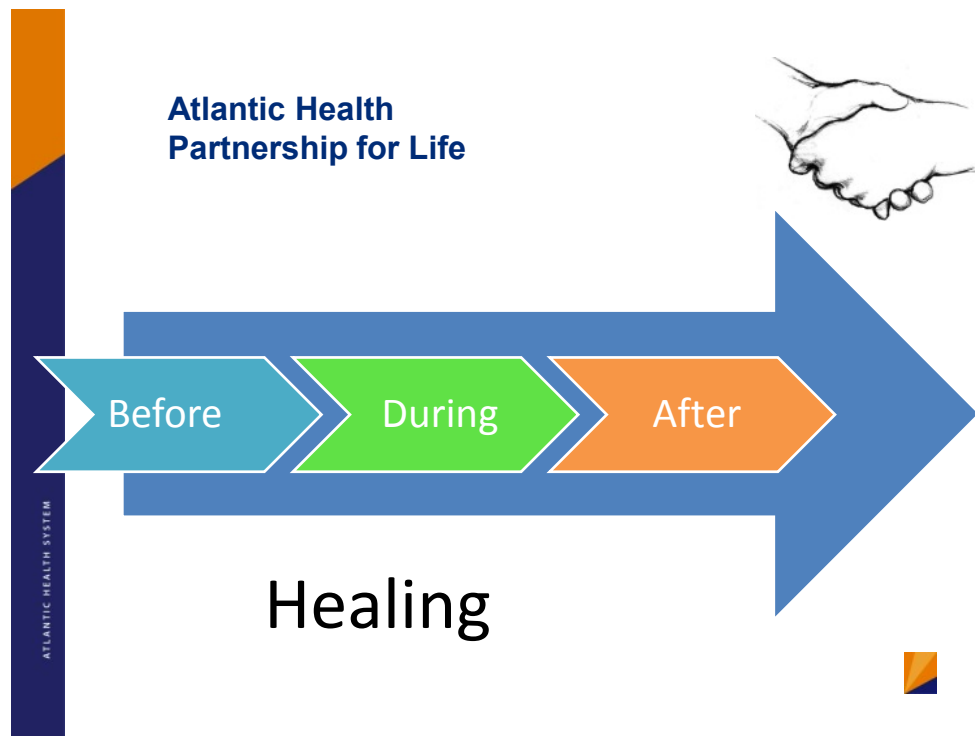 Atlantic Health
Partnership for Life
Before
During
After
Healing
ATLANTIC HEALTH SYSTEM